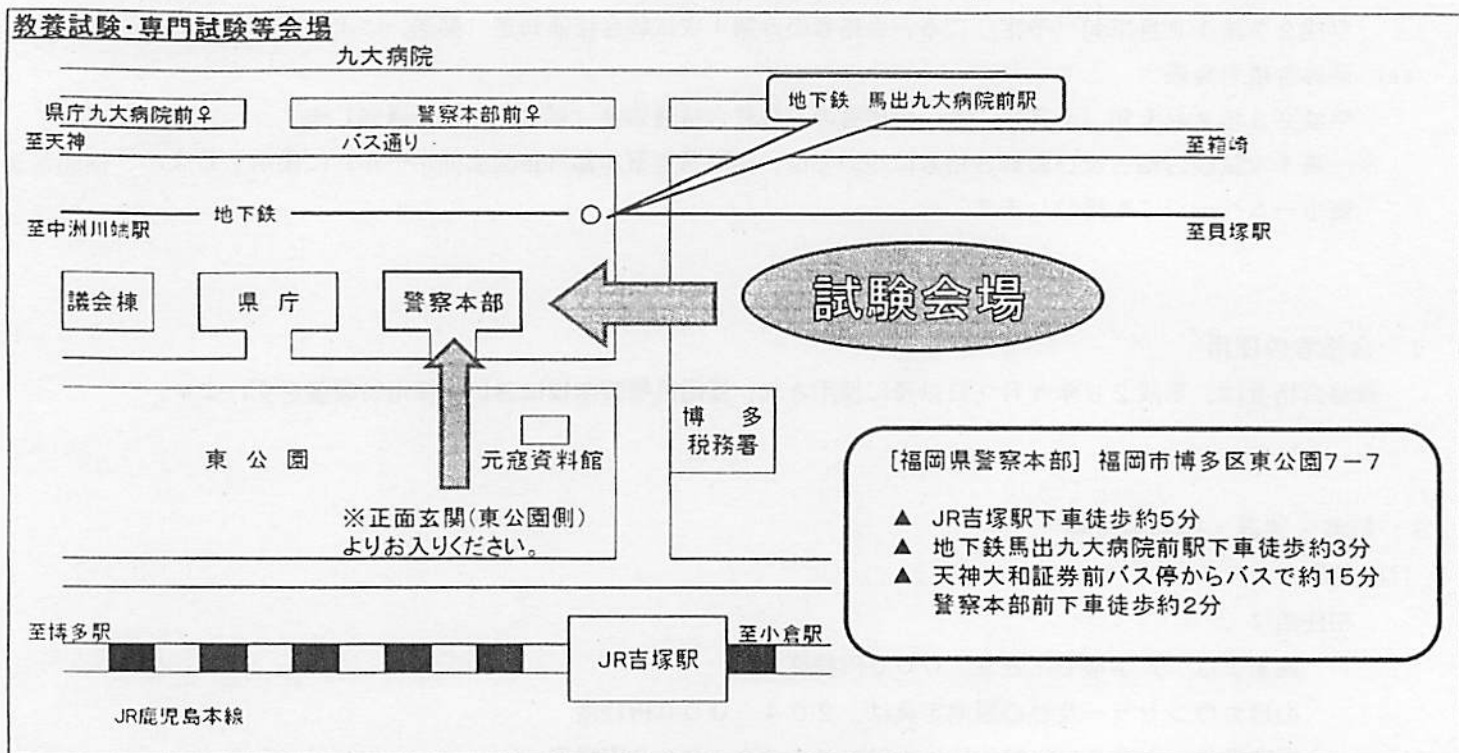 教養試験・専門試験等会場
九大病院
県庁九大病院前
警察本部前
地下鉄 馬出九大病院前駅
至天神
バス通り
至箱崎
地下鉄
至中洲川端駅
至貝塚駅
議会棟
県庁
警察本部
試験会場
東公園
元寇資料館
博多
税務署
※正面玄関(東公園側)
よりお入りください。
[福岡県警察本部] 福岡市博多区東公園7−7
▲ JR吉塚駅下車徒歩約5分
▲ 地下鉄馬出九大病院前駅下車徒歩約3分
▲ 天神大和証券前バス停からバスで約15分
警察本部前下車徒歩約2分
至博多駅
JR吉塚駅
至小倉駅
JR鹿児島本線